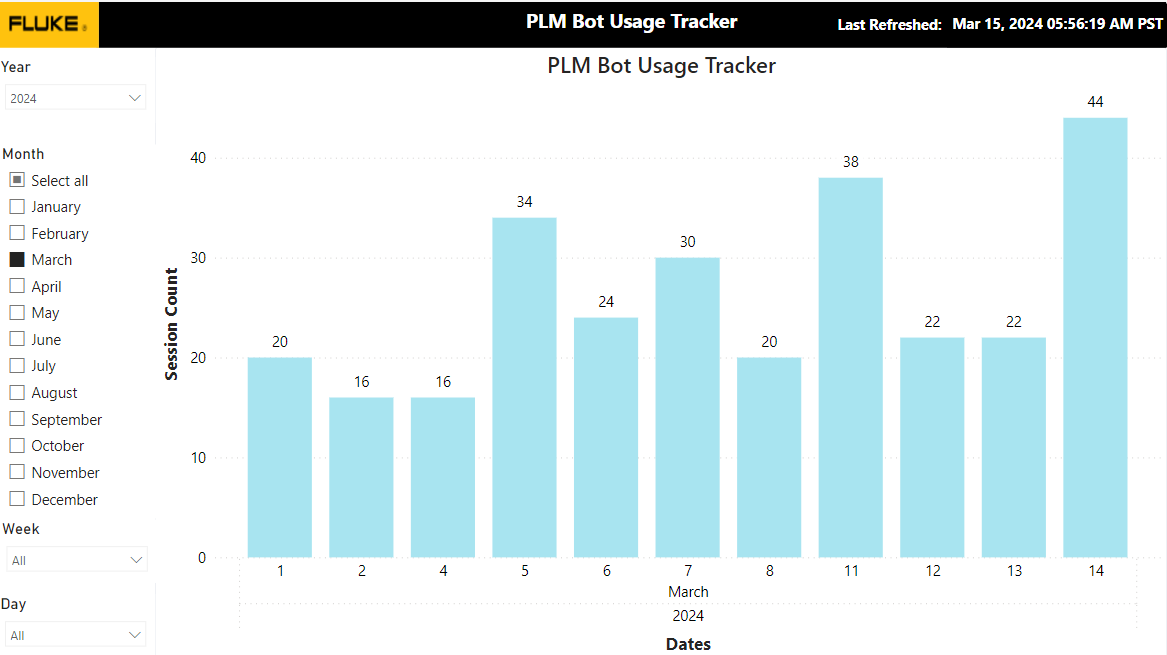 FLUKE®
PLM Bot Usage Tracker
Last Refreshed: Mar 15, 2024 05:56:19 AM PST
Year
2024
Month
Select all
January
February
March
April
May
June
July
August
September
October
November
December
Week
All
Day
All
PLM Bot Usage Tracker
Session Count
40
30
20
10
0
20
16
16
34
24
30
20
38
22
22
44
1 2 4 5 6 7 8 11 12 13 14
March
2024
Dates